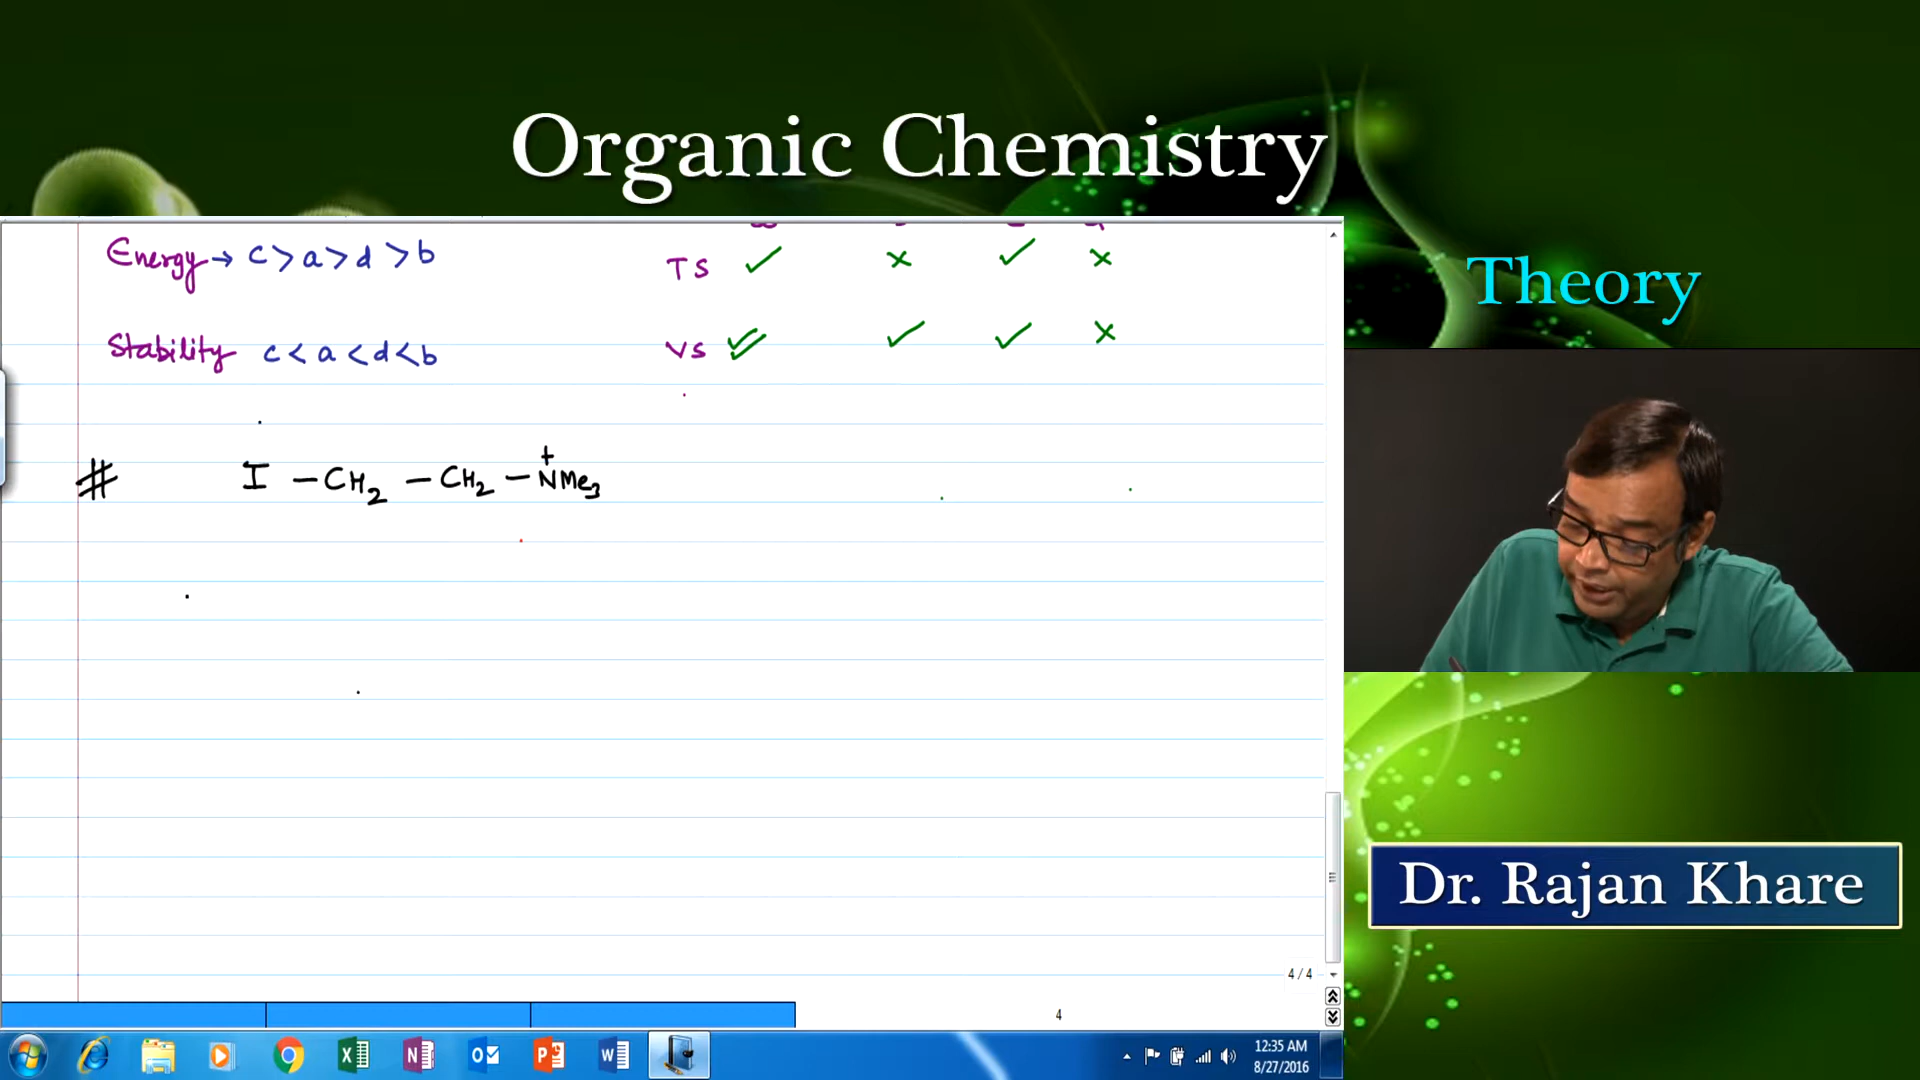 Organic Chemistry
Theory
Energy → c > a > d > b
TS ✓ × ✓ ×
Stability c < a < d < b
VS ✓✓ ✓ ✓ ×
# I – CH₂ – CH₂ – N⁺Me₃
Dr. Rajan Khare
4 / 4
4
12:35 AM
8/27/2016